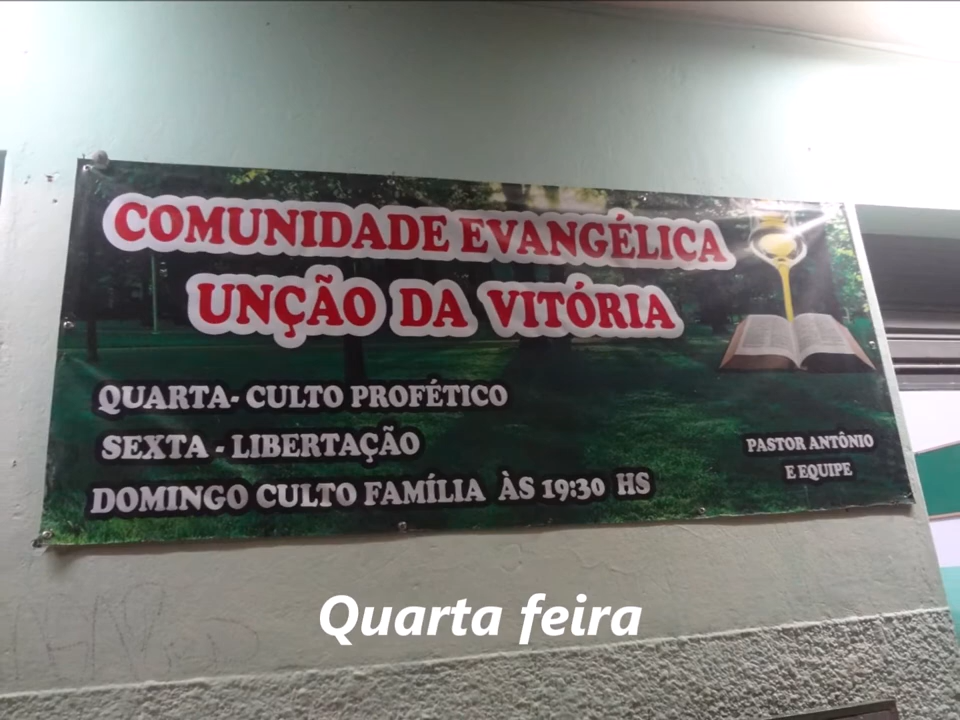 COMUNIDADE EVANGÉLICA
UNÇÃO DA VITÓRIA
QUARTA- CULTO PROFÉTICO
SEXTA - LIBERTAÇÃO
DOMINGO CULTO FAMÍLIA ÀS 19:30 HS
PASTOR ANTÔNIO
E EQUIPE
Quarta feira